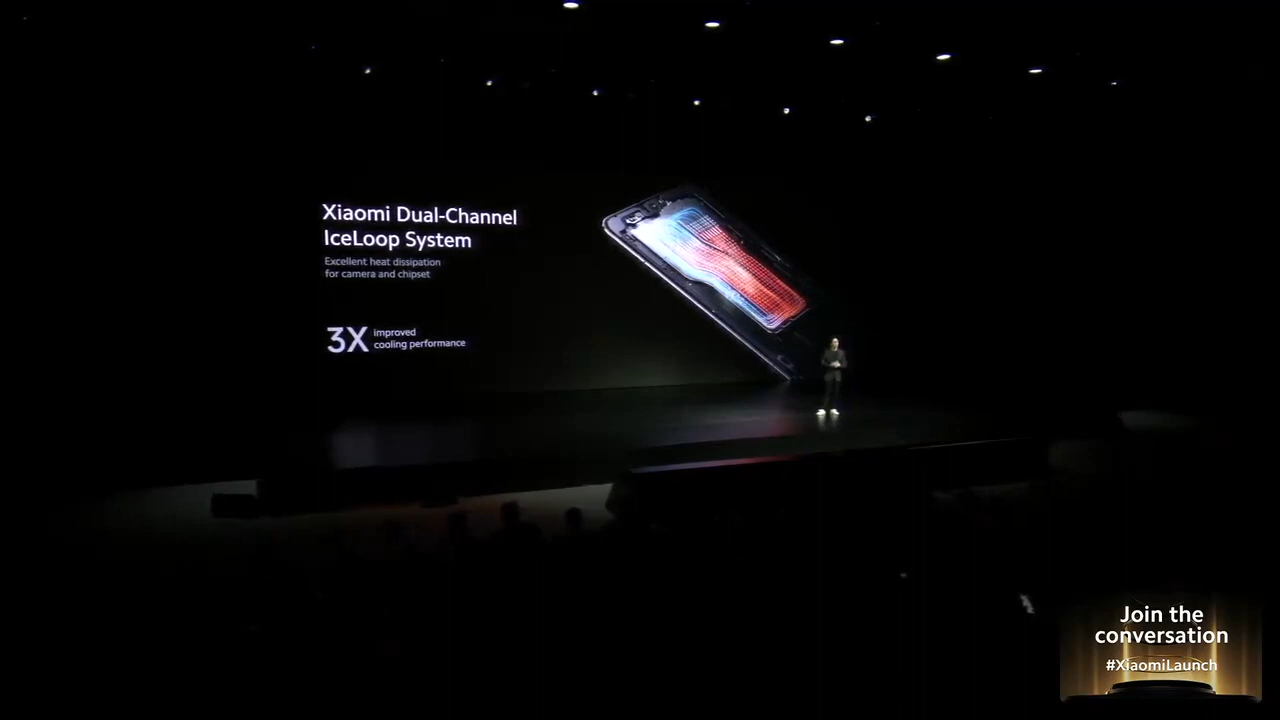 Xiaomi Dual-Channel
IceLoop System
Excellent heat dissipation
for camera and chipset
3X improved
cooling performance
Join the
conversation
#XiaomiLaunch